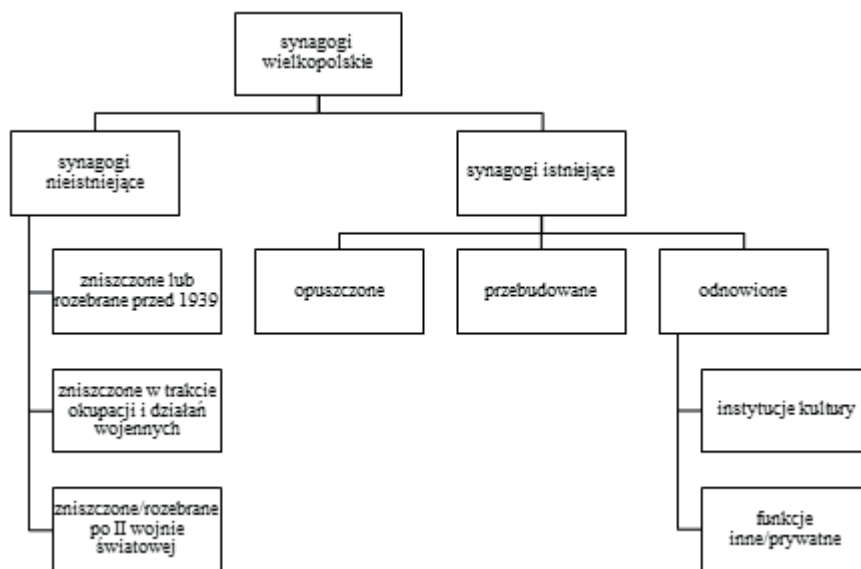 synagogi
wielkopolskie
synagogi
nieistniejące
synagogi istniejące
zniszczone lub
rozebrane przed 1939
opuszczone
przebudowane
odnowione
zniszczone w trakcie
okupacji i działań
wojennych
instytucje kultury
zniszczone/rozebrane
po II wojnie
światowej
funkcje
inne/prywatne